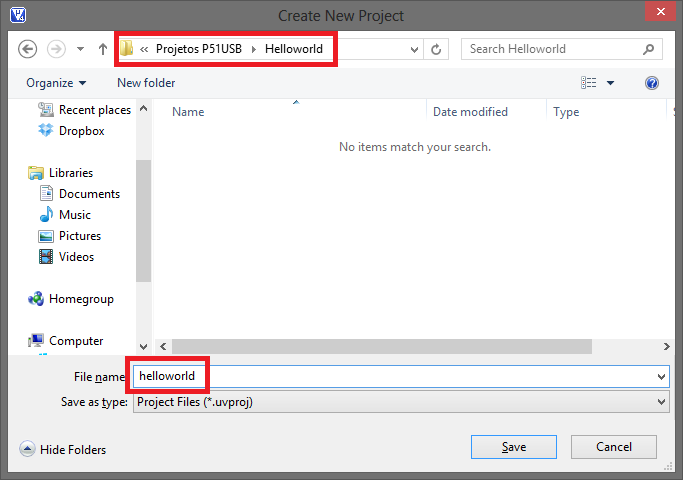 Create New Project
« Projetos P51USB Helloworld
Search Helloworld
Organize New folder
Recent places
Dropbox
Libraries
Documents
Music
Pictures
Videos
Homegroup
Computer
Name Date modified Type
No items match your search.
File name: helloworld
Save as type: Project Files (*.uvproj)
Hide Folders
Save Cancel